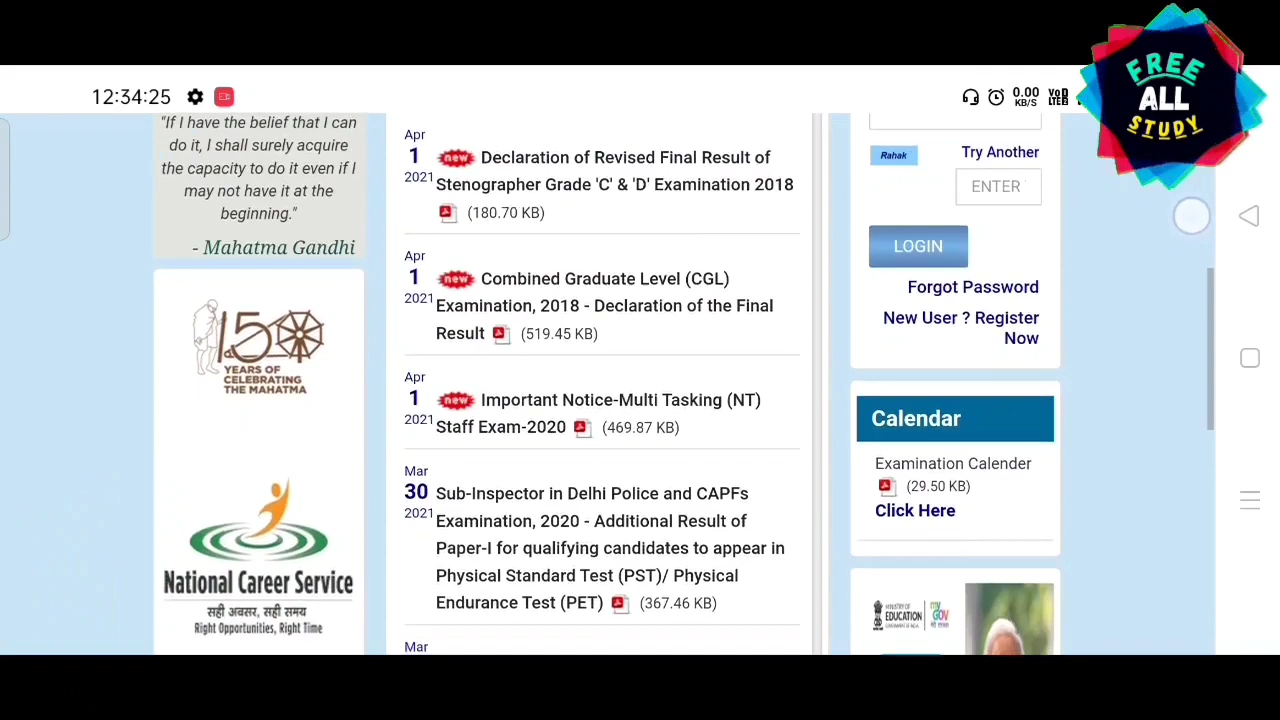 12:34:25
0.00
KB/S
VoD
LTE
FREE
ALL
STUDY
"If I have the belief that I can
do it, I shall surely acquire
the capacity to do it even if I
may not have it at the
beginning."
- Mahatma Gandhi
150
YEARS OF
CELEBRATING
THE MAHATMA
National Career Service
सही अवसर, सही समय
Right Opportunities, Right Time
Apr
1
2021
new Declaration of Revised Final Result of
Stenographer Grade 'C' & 'D' Examination 2018
(180.70 KB)
Apr
1
2021
new Combined Graduate Level (CGL)
Examination, 2018 - Declaration of the Final
Result (519.45 KB)
Apr
1
2021
new Important Notice-Multi Tasking (NT)
Staff Exam-2020 (469.87 KB)
Mar
30
2021
Sub-Inspector in Delhi Police and CAPFs
Examination, 2020 - Additional Result of
Paper-I for qualifying candidates to appear in
Physical Standard Test (PST)/ Physical
Endurance Test (PET) (367.46 KB)
Mar
Rahak
Try Another
ENTER
LOGIN
Forgot Password
New User ? Register
Now
Calendar
Examination Calender
(29.50 KB)
Click Here
MINISTRY OF
EDUCATION
my
GOV